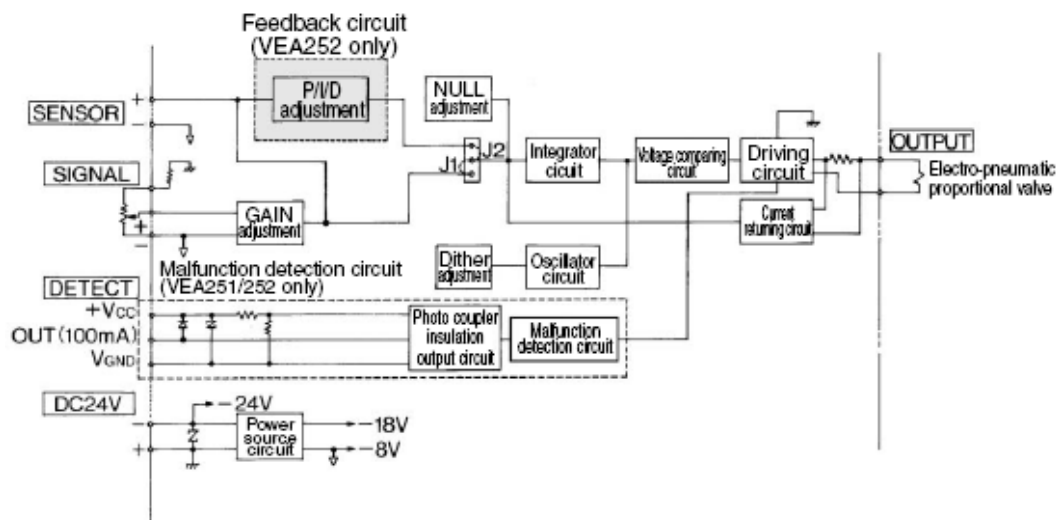 Feedback circuit
(VEA252 only)
P/I/D
adjustment
NULL
adjustment
+
SENSOR
-
J2
J1
Integrator
cicuit
Voltage comparing
circuit
Driving
circuit
OUTPUT
Electro-pneumatic
proportional valve
SIGNAL
+
-
GAIN
adjustment
Current
returning circuit
Malfunction detection circuit
(VEA251/252 only)
Dither
adjustment
Oscillator
circuit
DETECT
+VCC
OUT(100mA)
VGND
Photo coupler
insulation
output circuit
Malfunction
detection circuit
DC24V
-24V
-
+
Power
source
circuit
-18V
-8V